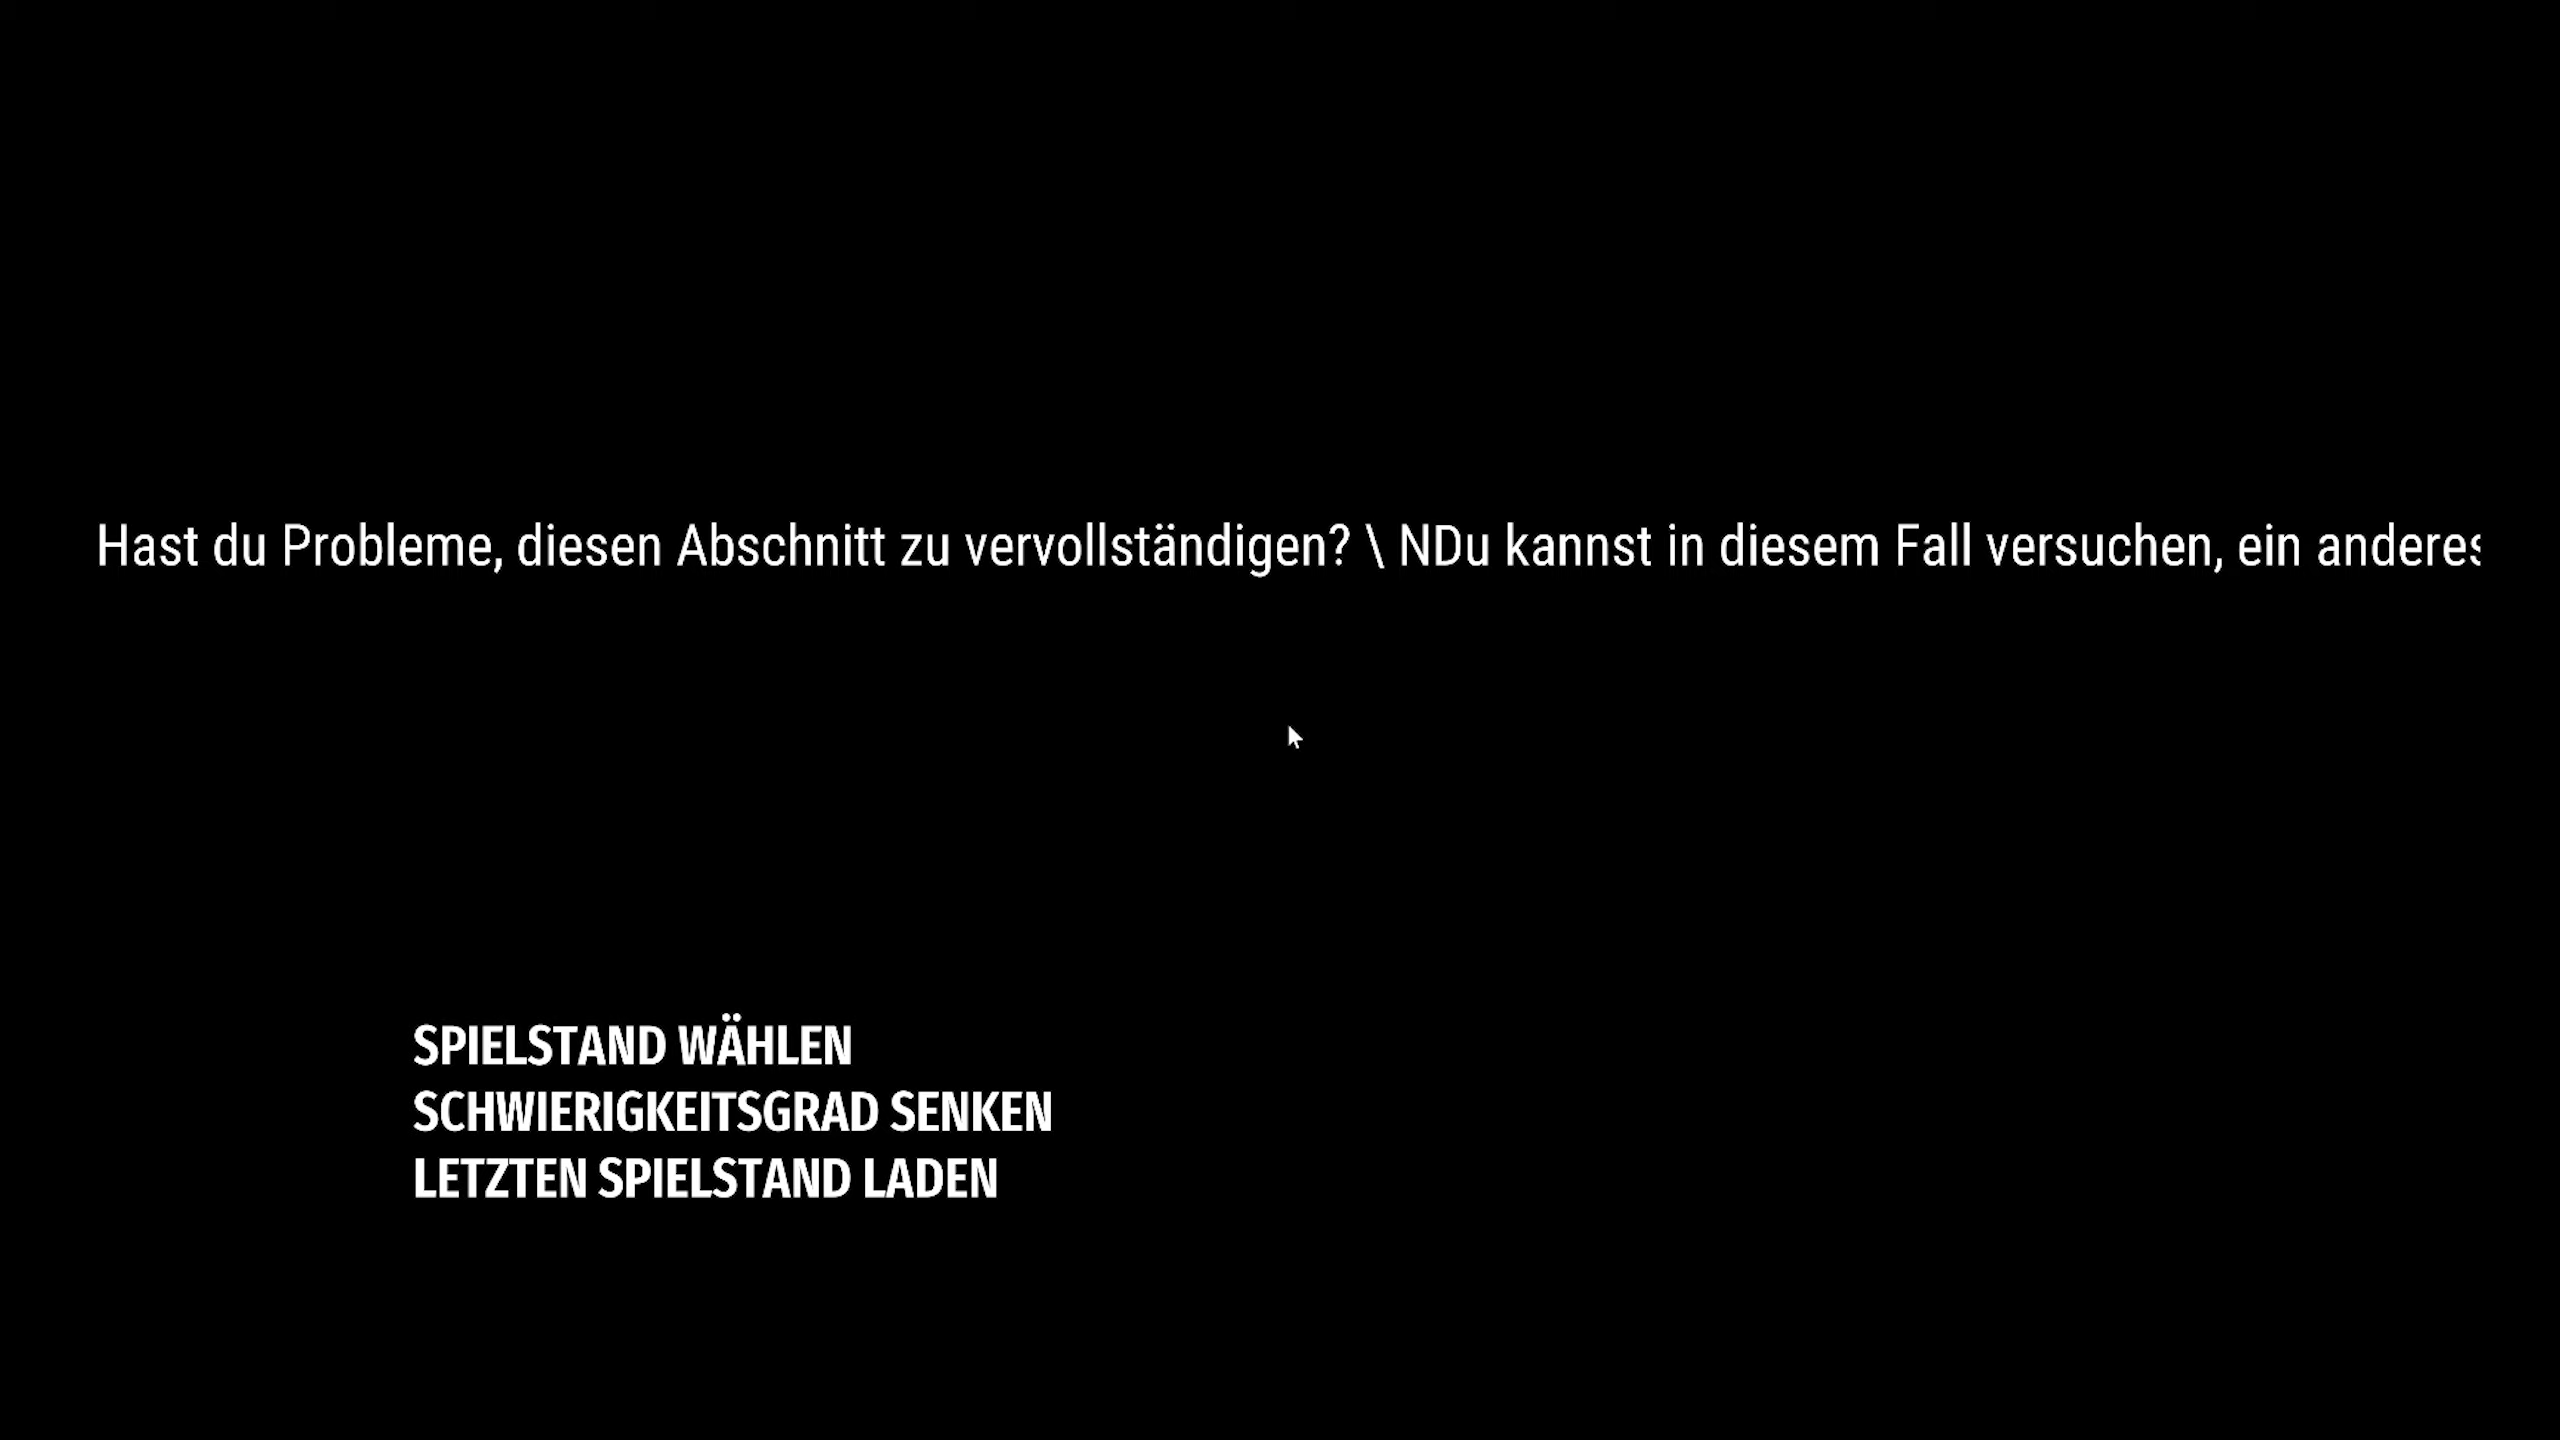 Hast du Probleme, diesen Abschnitt zu vervollständigen? \ NDu kannst in diesem Fall versuchen, ein anderes
SPIELSTAND WÄHLEN
SCHWIERIGKEITSGRAD SENKEN
LETZTEN SPIELSTAND LADEN